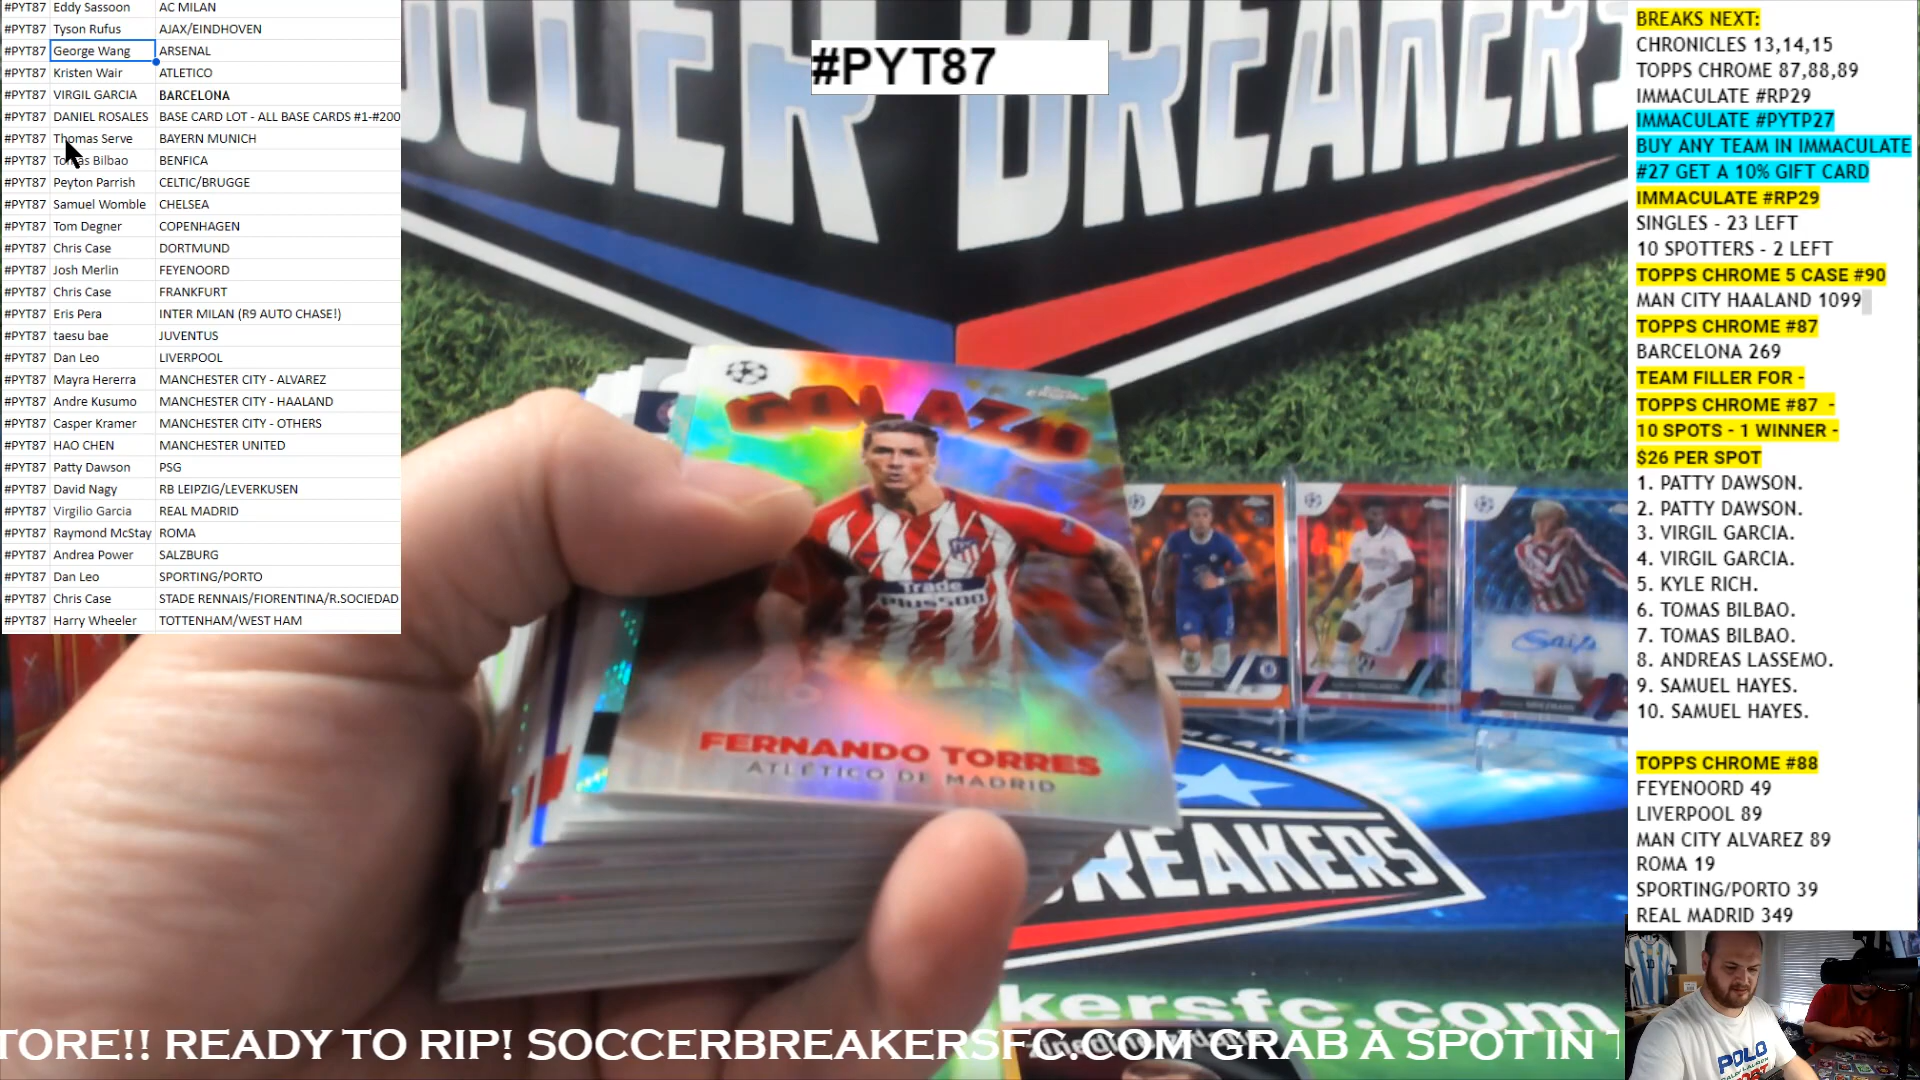 #PYT87 Eddy Sassoon AC MILAN
#PYT87 Tyson Rufus AJAX/EINDHOVEN
#PYT87 George Wang ARSENAL
#PYT87 Kristen Wair ATLETICO
#PYT87 VIRGIL GARCIA BARCELONA
#PYT87 DANIEL ROSALES BASE CARD LOT - ALL BASE CARDS #1-#200
#PYT87 Thomas Serve BAYERN MUNICH
#PYT87 Tomas Bilbao BENFICA
#PYT87 Peyton Parrish CELTIC/BRUGGE
#PYT87 Samuel Womble CHELSEA
#PYT87 Tom Degner COPENHAGEN
#PYT87 Chris Case DORTMUND
#PYT87 Josh Merlin FEYENOORD
#PYT87 Chris Case FRANKFURT
#PYT87 Eris Pera INTER MILAN (R9 AUTO CHASE!)
#PYT87 taesu bae JUVENTUS
#PYT87 Dan Leo LIVERPOOL
#PYT87 Mayra Hererra MANCHESTER CITY - ALVAREZ
#PYT87 Andre Kusumo MANCHESTER CITY - HAALAND
#PYT87 Casper Kramer MANCHESTER CITY - OTHERS
#PYT87 HAO CHEN MANCHESTER UNITED
#PYT87 Patty Dawson PSG
#PYT87 David Nagy RB LEIPZIG/LEVERKUSEN
#PYT87 Virgilio Garcia REAL MADRID
#PYT87 Raymond McStay ROMA
#PYT87 Andrea Power SALZBURG
#PYT87 Dan Leo SPORTING/PORTO
#PYT87 Chris Case STADE RENNAIS/FIORENTINA/R.SOCIEDAD
#PYT87 Harry Wheeler TOTTENHAM/WEST HAM
#PYT87
BREAKERS
GOLAZO
Trade
Plus500
FERNANDO TORRES
ATLÉTICO DE MADRID
BREAKERS
kersfc.com
TORE!! READY TO RIP! SOCCERBREAKERSFC.COM GRAB A SPOT IN
BREAKS NEXT:
CHRONICLES 13,14,15
TOPPS CHROME 87,88,89
IMMACULATE #RP29
IMMACULATE #PYTP27
BUY ANY TEAM IN IMMACULATE
#27 GET A 10% GIFT CARD
IMMACULATE #RP29
SINGLES - 23 LEFT
10 SPOTTERS - 2 LEFT
TOPPS CHROME 5 CASE #90
MAN CITY HAALAND 1099
TOPPS CHROME #87
BARCELONA 269
TEAM FILLER FOR -
TOPPS CHROME #87 -
10 SPOTS - 1 WINNER -
$26 PER SPOT
1. PATTY DAWSON.
2. PATTY DAWSON.
3. VIRGIL GARCIA.
4. VIRGIL GARCIA.
5. KYLE RICH.
6. TOMAS BILBAO.
7. TOMAS BILBAO.
8. ANDREAS LASSEMO.
9. SAMUEL HAYES.
10. SAMUEL HAYES.
TOPPS CHROME #88
FEYENOORD 49
LIVERPOOL 89
MAN CITY ALVAREZ 89
ROMA 19
SPORTING/PORTO 39
REAL MADRID 349
POLO